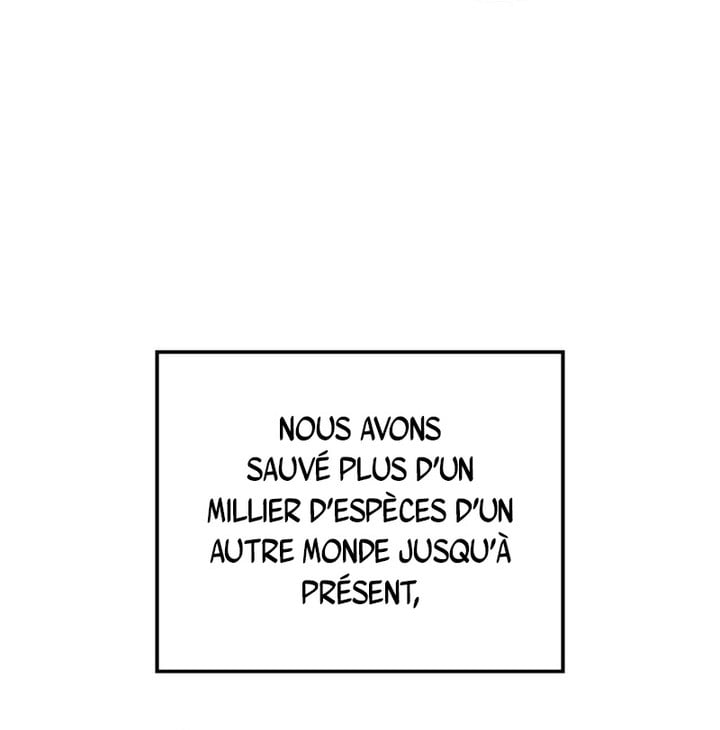 NOUS AVONS
SAUVÉ PLUS D'UN
MILLIER D'ESPÈCES D'UN
AUTRE MONDE JUSQU'À
PRÉSENT,